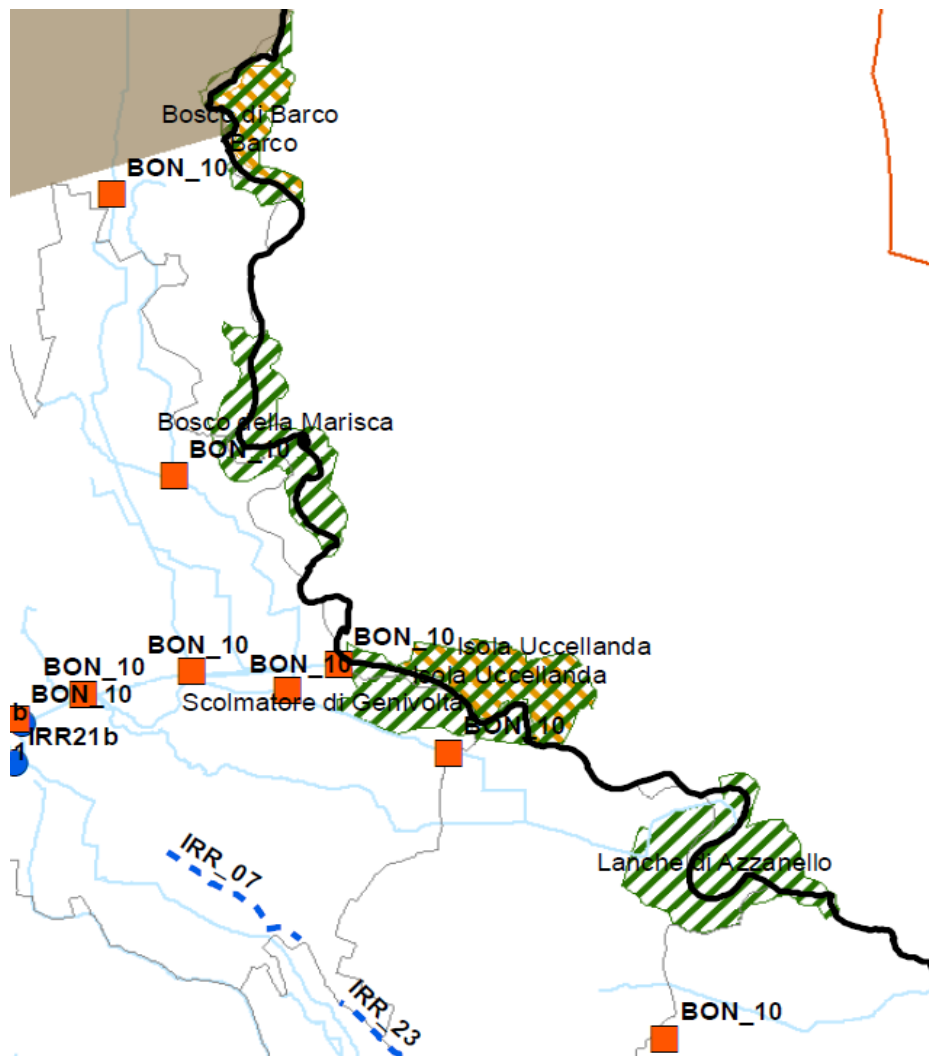 Bosco di Barco
Barco
BON_10
Bosco della Marisca
BON_10
BON_10
Isola Uccellanda
BON_10
BON_10
BON_10
Isola Uccellanda
BON_10
Scolmatore di Genivolta
b
BON_10
IRR21b
1
IRR_07
Lanche di Azzanello
IRR_23
BON_10